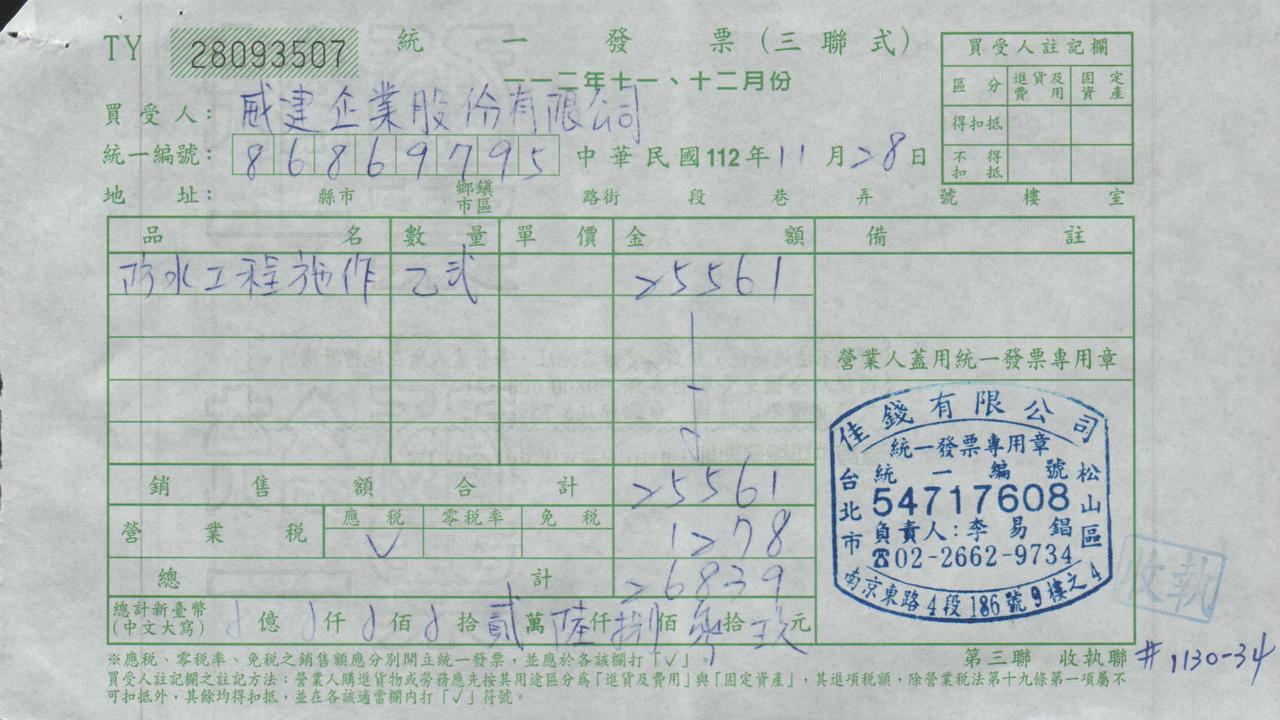 TY 28093507 統一發票(三聯式)
一一二年十一、十二月份
買受人: 威建企業股份有限公司
統一編號: 86869795 中華民國112年11月28日
地址: 縣市 鄉鎮市區 路街 段 巷 弄 號 樓 室
買受人註記欄
區分 進貨及費用 固定資產
得扣抵
不得扣抵
品名 數量 單價 金額 備註
防水工程施作 乙式 25561
營業人蓋用統一發票專用章
銷售額合計 25561
營業稅 應稅 零稅率 免稅 1278
V
總計 26839
總計新臺幣(中文大寫) 億 仟 佰 拾 貳萬 陸仟 捌佰 拾 玖元
佳錢有限公司
統一發票專用章
統一編號
54717608
負責人:李易錩
☎02-2662-9734
台北市 松山區
南京東路4段186號9樓之4
收執
※應稅、零稅率、免稅之銷售額應分別開立統一發票,並應於各該欄打「✓」。
第三聯 收執聯 #1130-34
買受人註記欄之註記方法:營業人購進貨物或勞務應先按其用途區分為「進貨及費用」與「固定資產」,其進項稅額,除營業稅法第十九條第一項屬不
可扣抵外,其餘均得扣抵,並在各該適當欄內打「✓」符號。